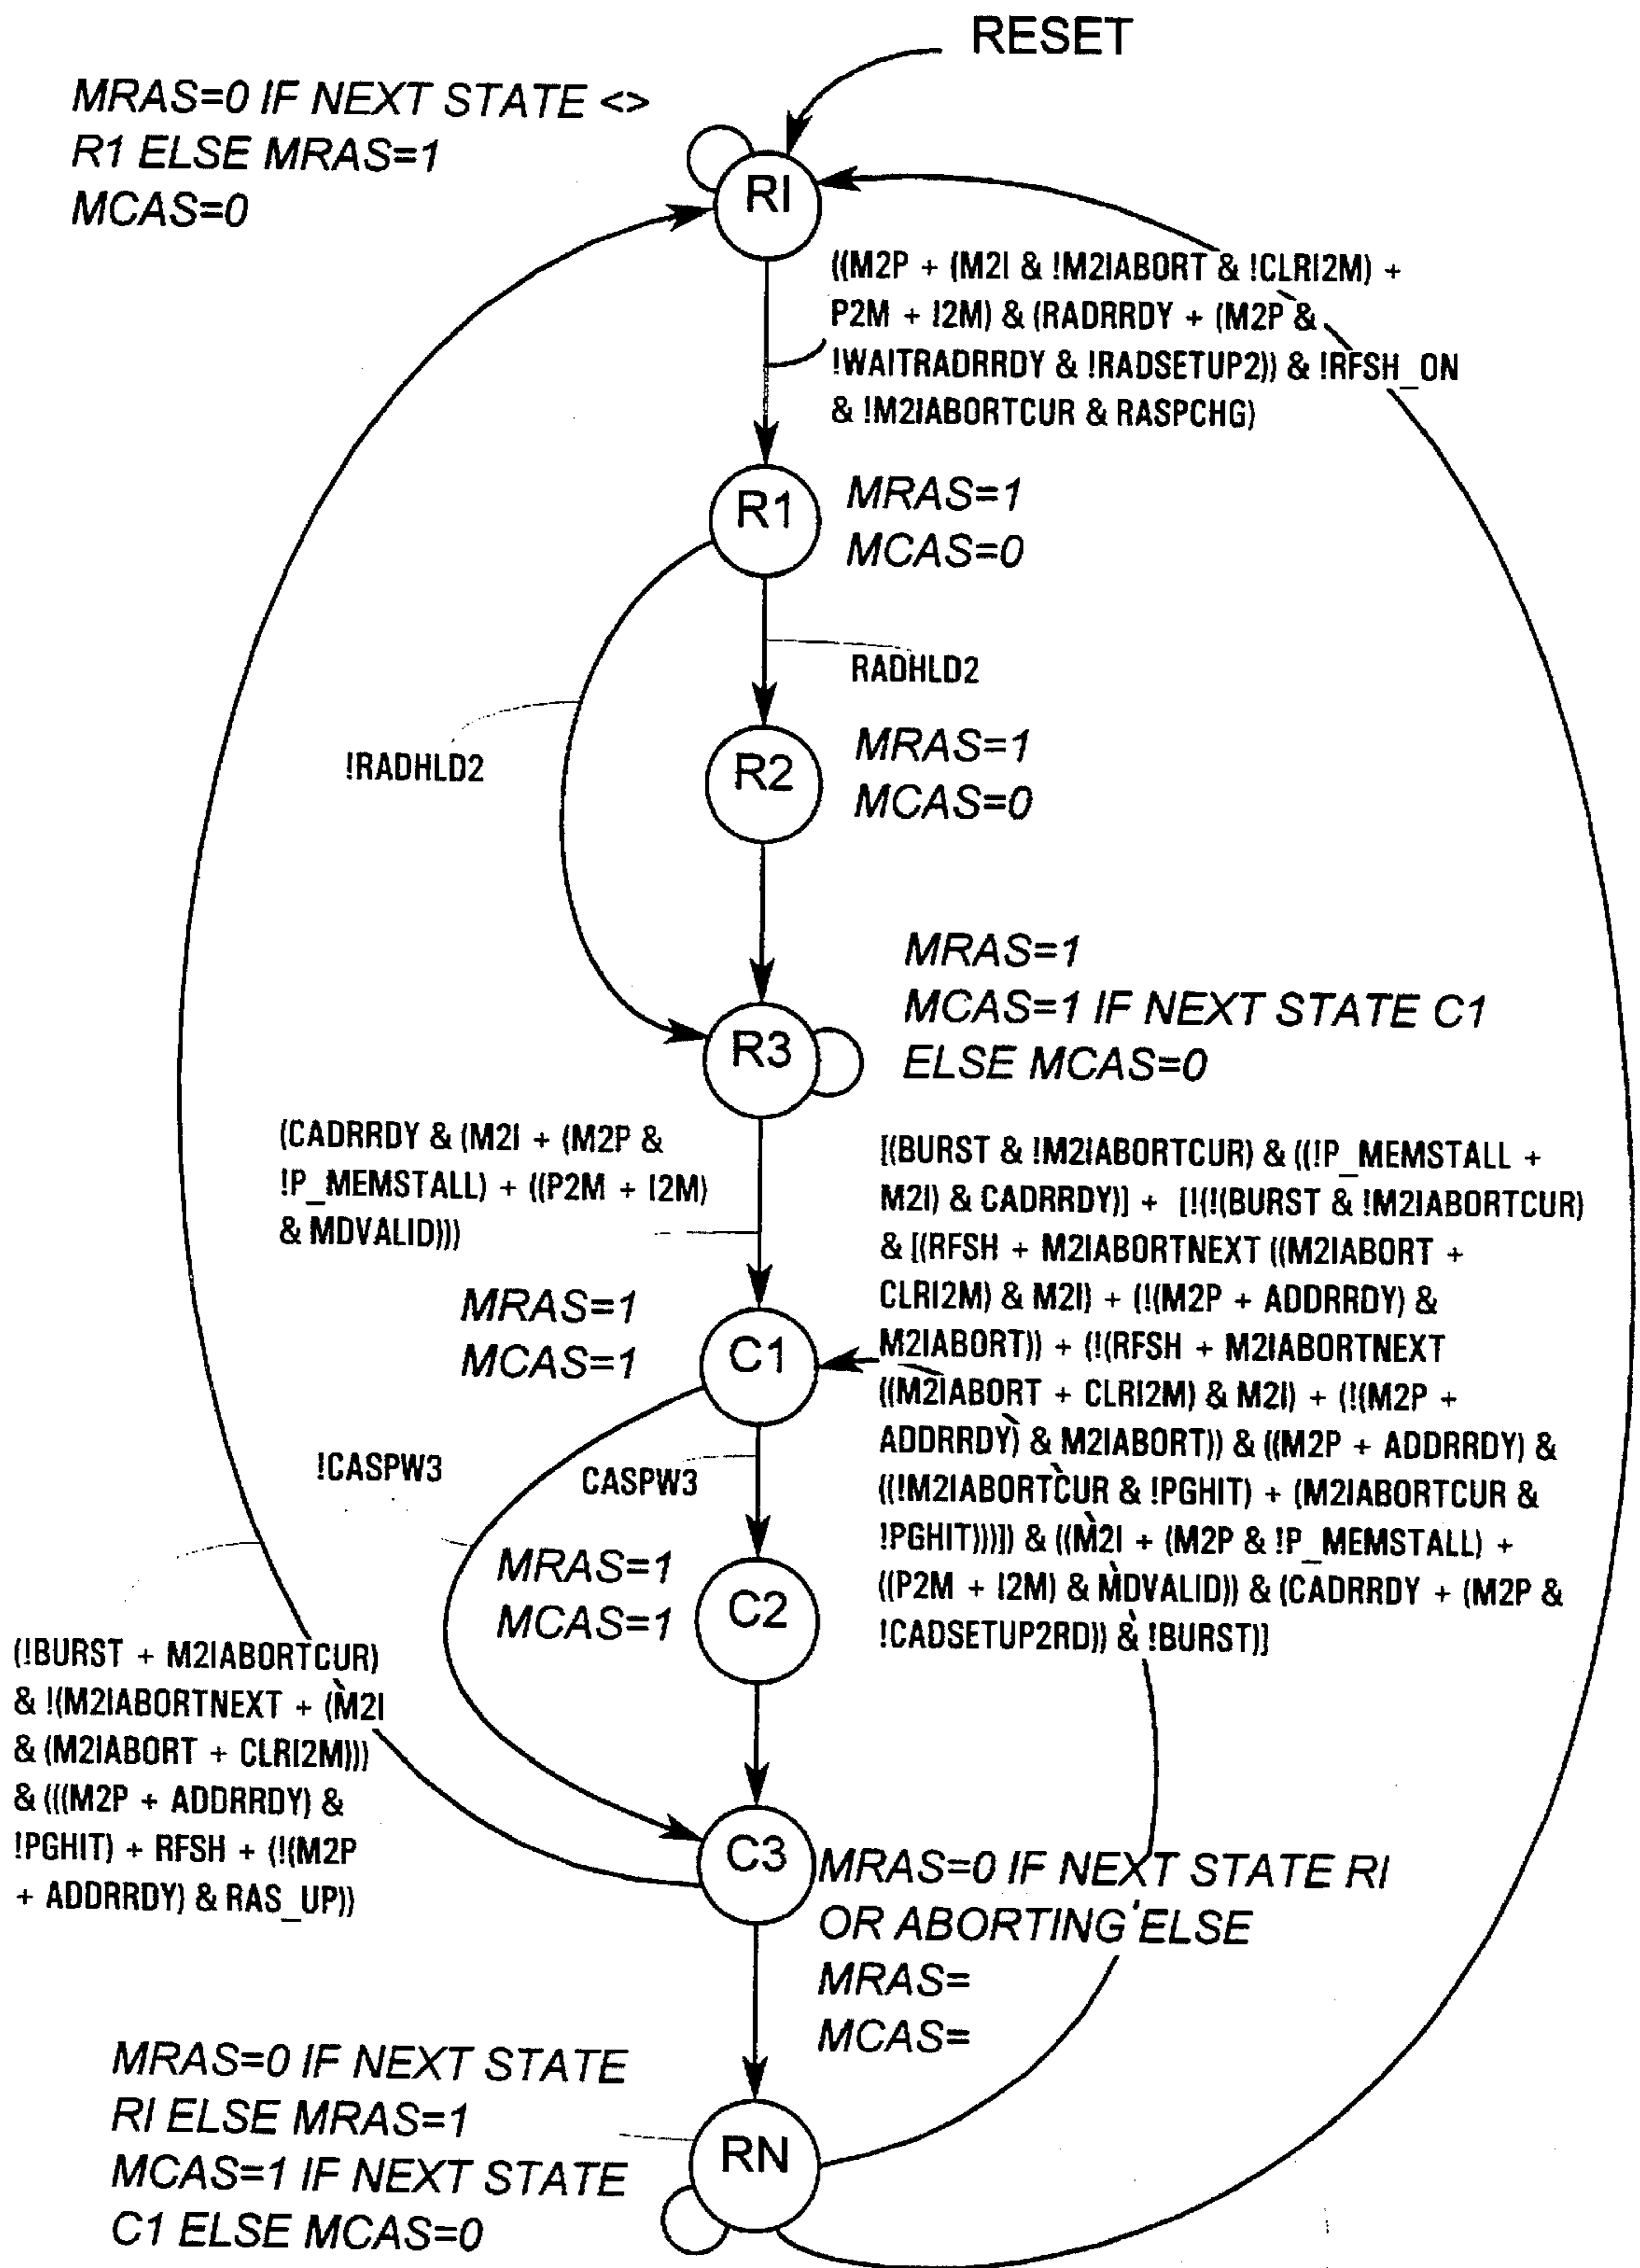 RESET
MRAS=0 IF NEXT STATE <>
R1 ELSE MRAS=1
MCAS=0
RI
((M2P + (M2I & !M2IABORT & !CLRI2M) +
P2M + I2M) & (RADRRDY + (M2P &
!WAITRADRRDY & !RADSETUP2)) & !RFSH_ON
& !M2IABORTCUR & RASPCHG)
R1
MRAS=1
MCAS=0
RADHLD2
!RADHLD2
R2
MRAS=1
MCAS=0
MRAS=1
MCAS=1 IF NEXT STATE C1
ELSE MCAS=0
R3
(CADRRDY & (M2I + (M2P &
!P_MEMSTALL) + ((P2M + I2M)
& MDVALID)))
[(BURST & !M2IABORTCUR) & ((!P_MEMSTALL +
M2I) & CADRRDY)] + [!(!(BURST & !M2IABORTCUR)
& [(RFSH + M2IABORTNEXT ((M2IABORT +
CLRI2M) & M2I) + (!(M2P + ADDRRDY) &
M2IABORT)) + (!(RFSH + M2IABORTNEXT
((M2IABORT + CLRI2M) & M2I) + (!(M2P +
ADDRRDY) & M2IABORT)) & ((M2P + ADDRRDY) &
((!M2IABORTCUR & !PGHIT) + (M2IABORTCUR &
!PGHIT)))]) & ((M2I + (M2P & !P_MEMSTALL) +
((P2M + I2M) & MDVALID)) & (CADRRDY + (M2P &
!CADSETUP2RD)) & !BURST)]
MRAS=1
MCAS=1
C1
!CASPW3
CASPW3
MRAS=1
MCAS=1
C2
(!BURST + M2IABORTCUR)
& !(M2IABORTNEXT + (M2I
& (M2IABORT + CLRI2M)))
& (((M2P + ADDRRDY) &
!PGHIT) + RFSH + (!(M2P
+ ADDRRDY) & RAS_UP))
C3
MRAS=0 IF NEXT STATE RI
OR ABORTING ELSE
MRAS=
MCAS=
MRAS=0 IF NEXT STATE
RI ELSE MRAS=1
MCAS=1 IF NEXT STATE
C1 ELSE MCAS=0
RN